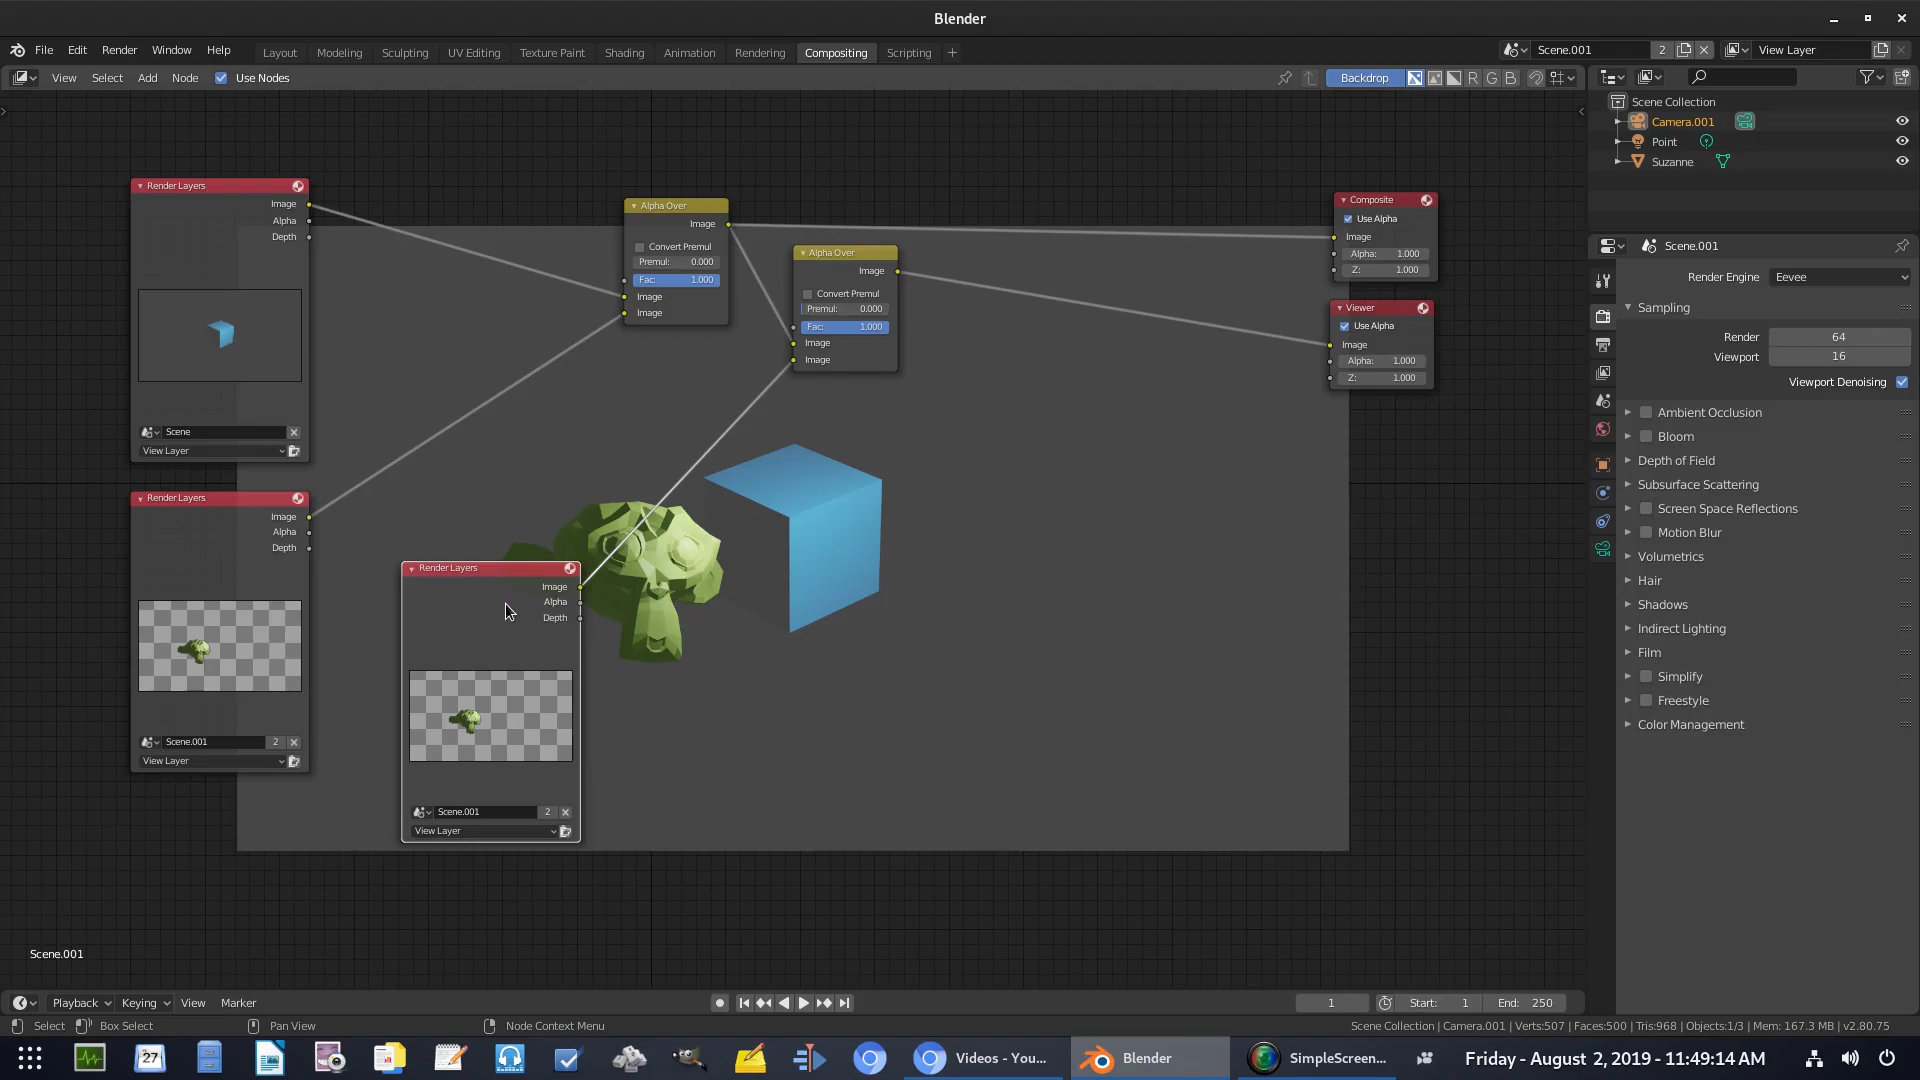 Blender
File Edit Render Window Help
Layout Modeling Sculpting UV Editing Texture Paint Shading Animation Rendering Compositing Scripting +
Scene.001 2
View Layer
View Select Add Node Use Nodes
Backdrop R G B
Scene Collection
Camera.001
Point
Suzanne
Render Layers
Image
Alpha
Depth
Scene
View Layer
Render Layers
Image
Alpha
Depth
Scene.001 2
View Layer
Render Layers
Image
Alpha
Depth
Scene.001 2
View Layer
Alpha Over
Image
Convert Premul
Premul: 0.000
Fac: 1.000
Image
Image
Alpha Over
Image
Convert Premul
Premul: 0.000
Fac: 1.000
Image
Image
Composite
Use Alpha
Image
Alpha: 1.000
Z: 1.000
Viewer
Use Alpha
Image
Alpha: 1.000
Z: 1.000
Scene.001
Render Engine Eevee
Sampling
Render 64
Viewport 16
Viewport Denoising
Ambient Occlusion
Bloom
Depth of Field
Subsurface Scattering
Screen Space Reflections
Motion Blur
Volumetrics
Hair
Shadows
Indirect Lighting
Film
Simplify
Freestyle
Color Management
Scene.001
Playback Keying View Marker
1 Start: 1 End: 250
Select Box Select Pan View Node Context Menu
Scene Collection | Camera.001 | Verts:507 | Faces:500 | Tris:968 | Objects:1/3 | Mem: 167.3 MB | v2.80.75
27 Videos - You... Blender SimpleScreen... Friday - August 2, 2019 - 11:49:14 AM